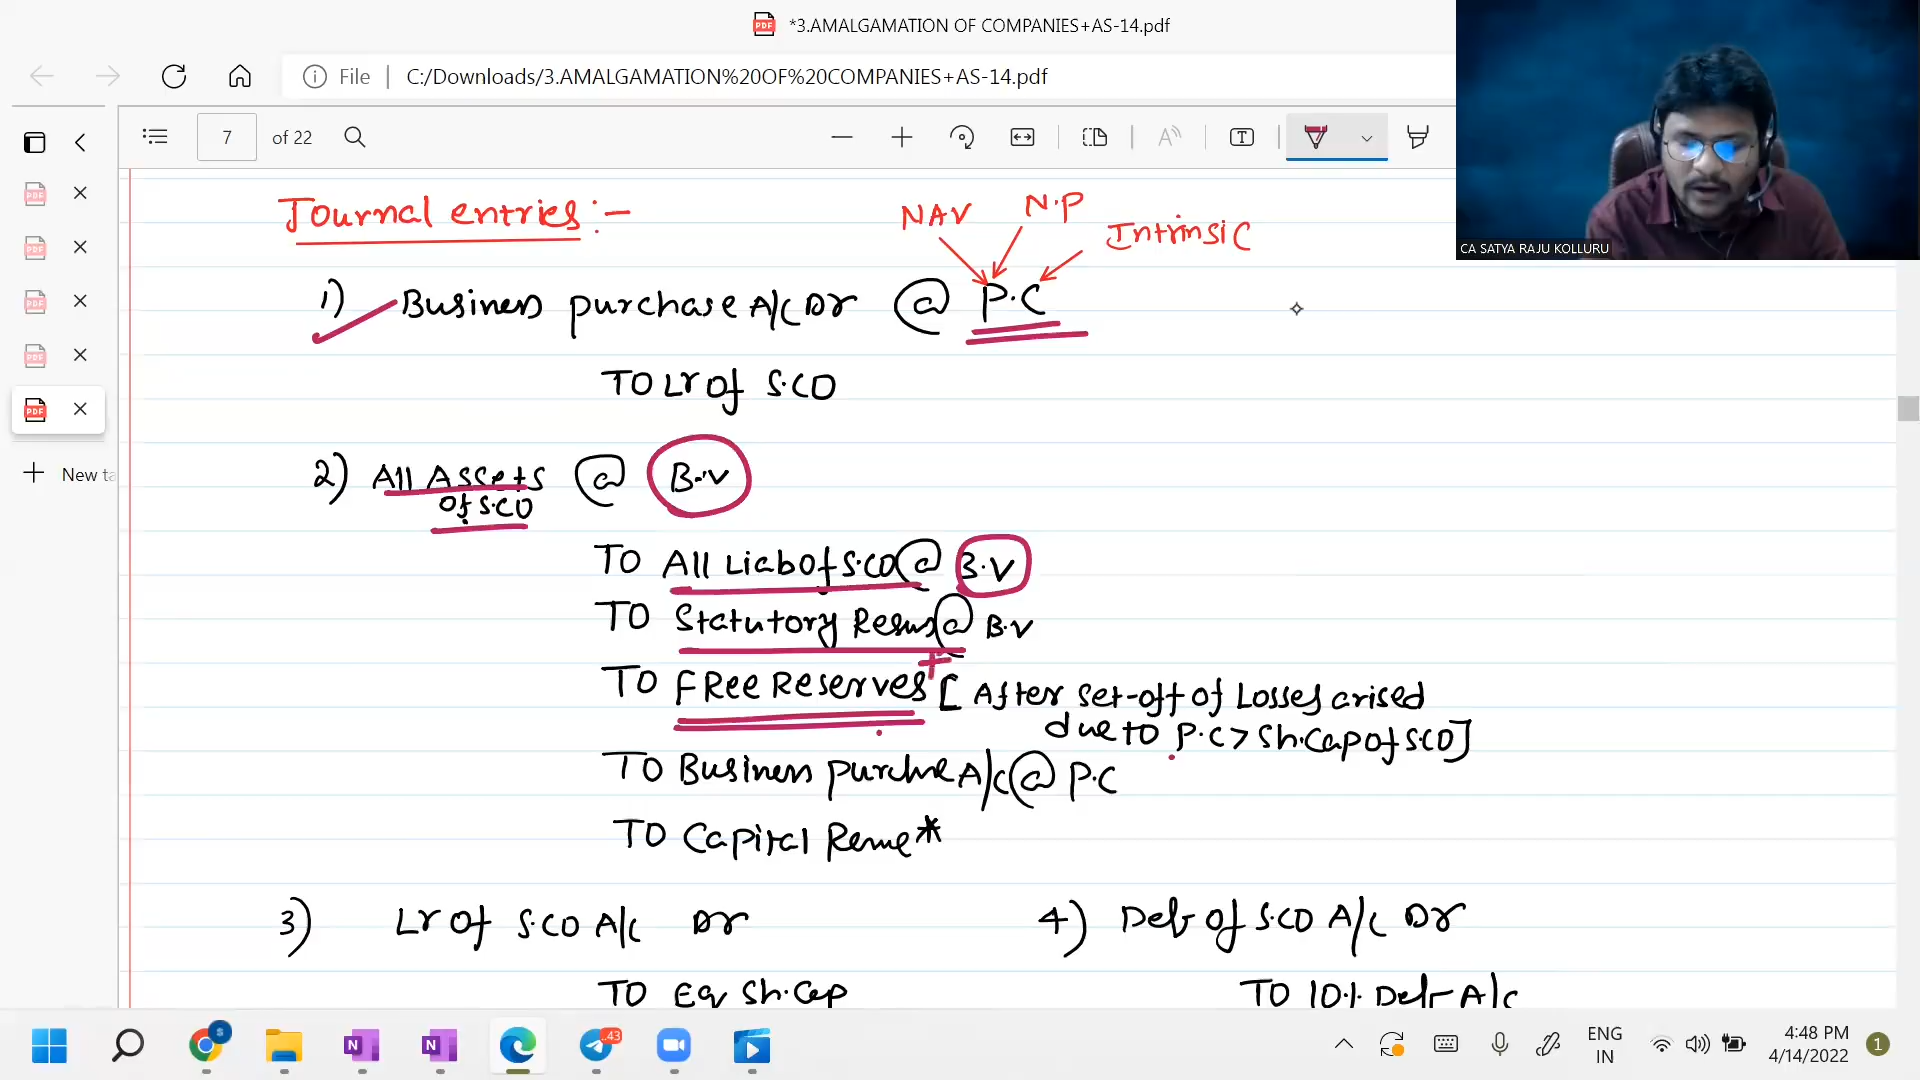 *3.AMALGAMATION OF COMPANIES+AS-14.pdf
File
C:/Downloads/3.AMALGAMATION%20OF%20COMPANIES+AS-14.pdf
7 of 22
CA SATYA RAJU KOLLURU
New ta
Journal entries:-
NAV
N.P
Intrinsic
1) Business purchase A/C Dr @ P.C
TO Lr of S.CO
2) All Assets @ B.V
of S.CO
TO All Liab of S.CO @ B.V
TO Statutory @ B.V
TO FRee Reserves [ After set-off of Losses arised
due to P.C > Sh.Cap of S.CO]
TO Business A/c @ P.C
TO Capital *
3) Lr of S.CO A/c Dr
TO Eq Sh.Cap
4) Deb of S.CO A/c Dr
TO 10% Deb A/c
.43
ENG
IN
4:48 PM
4/14/2022
1